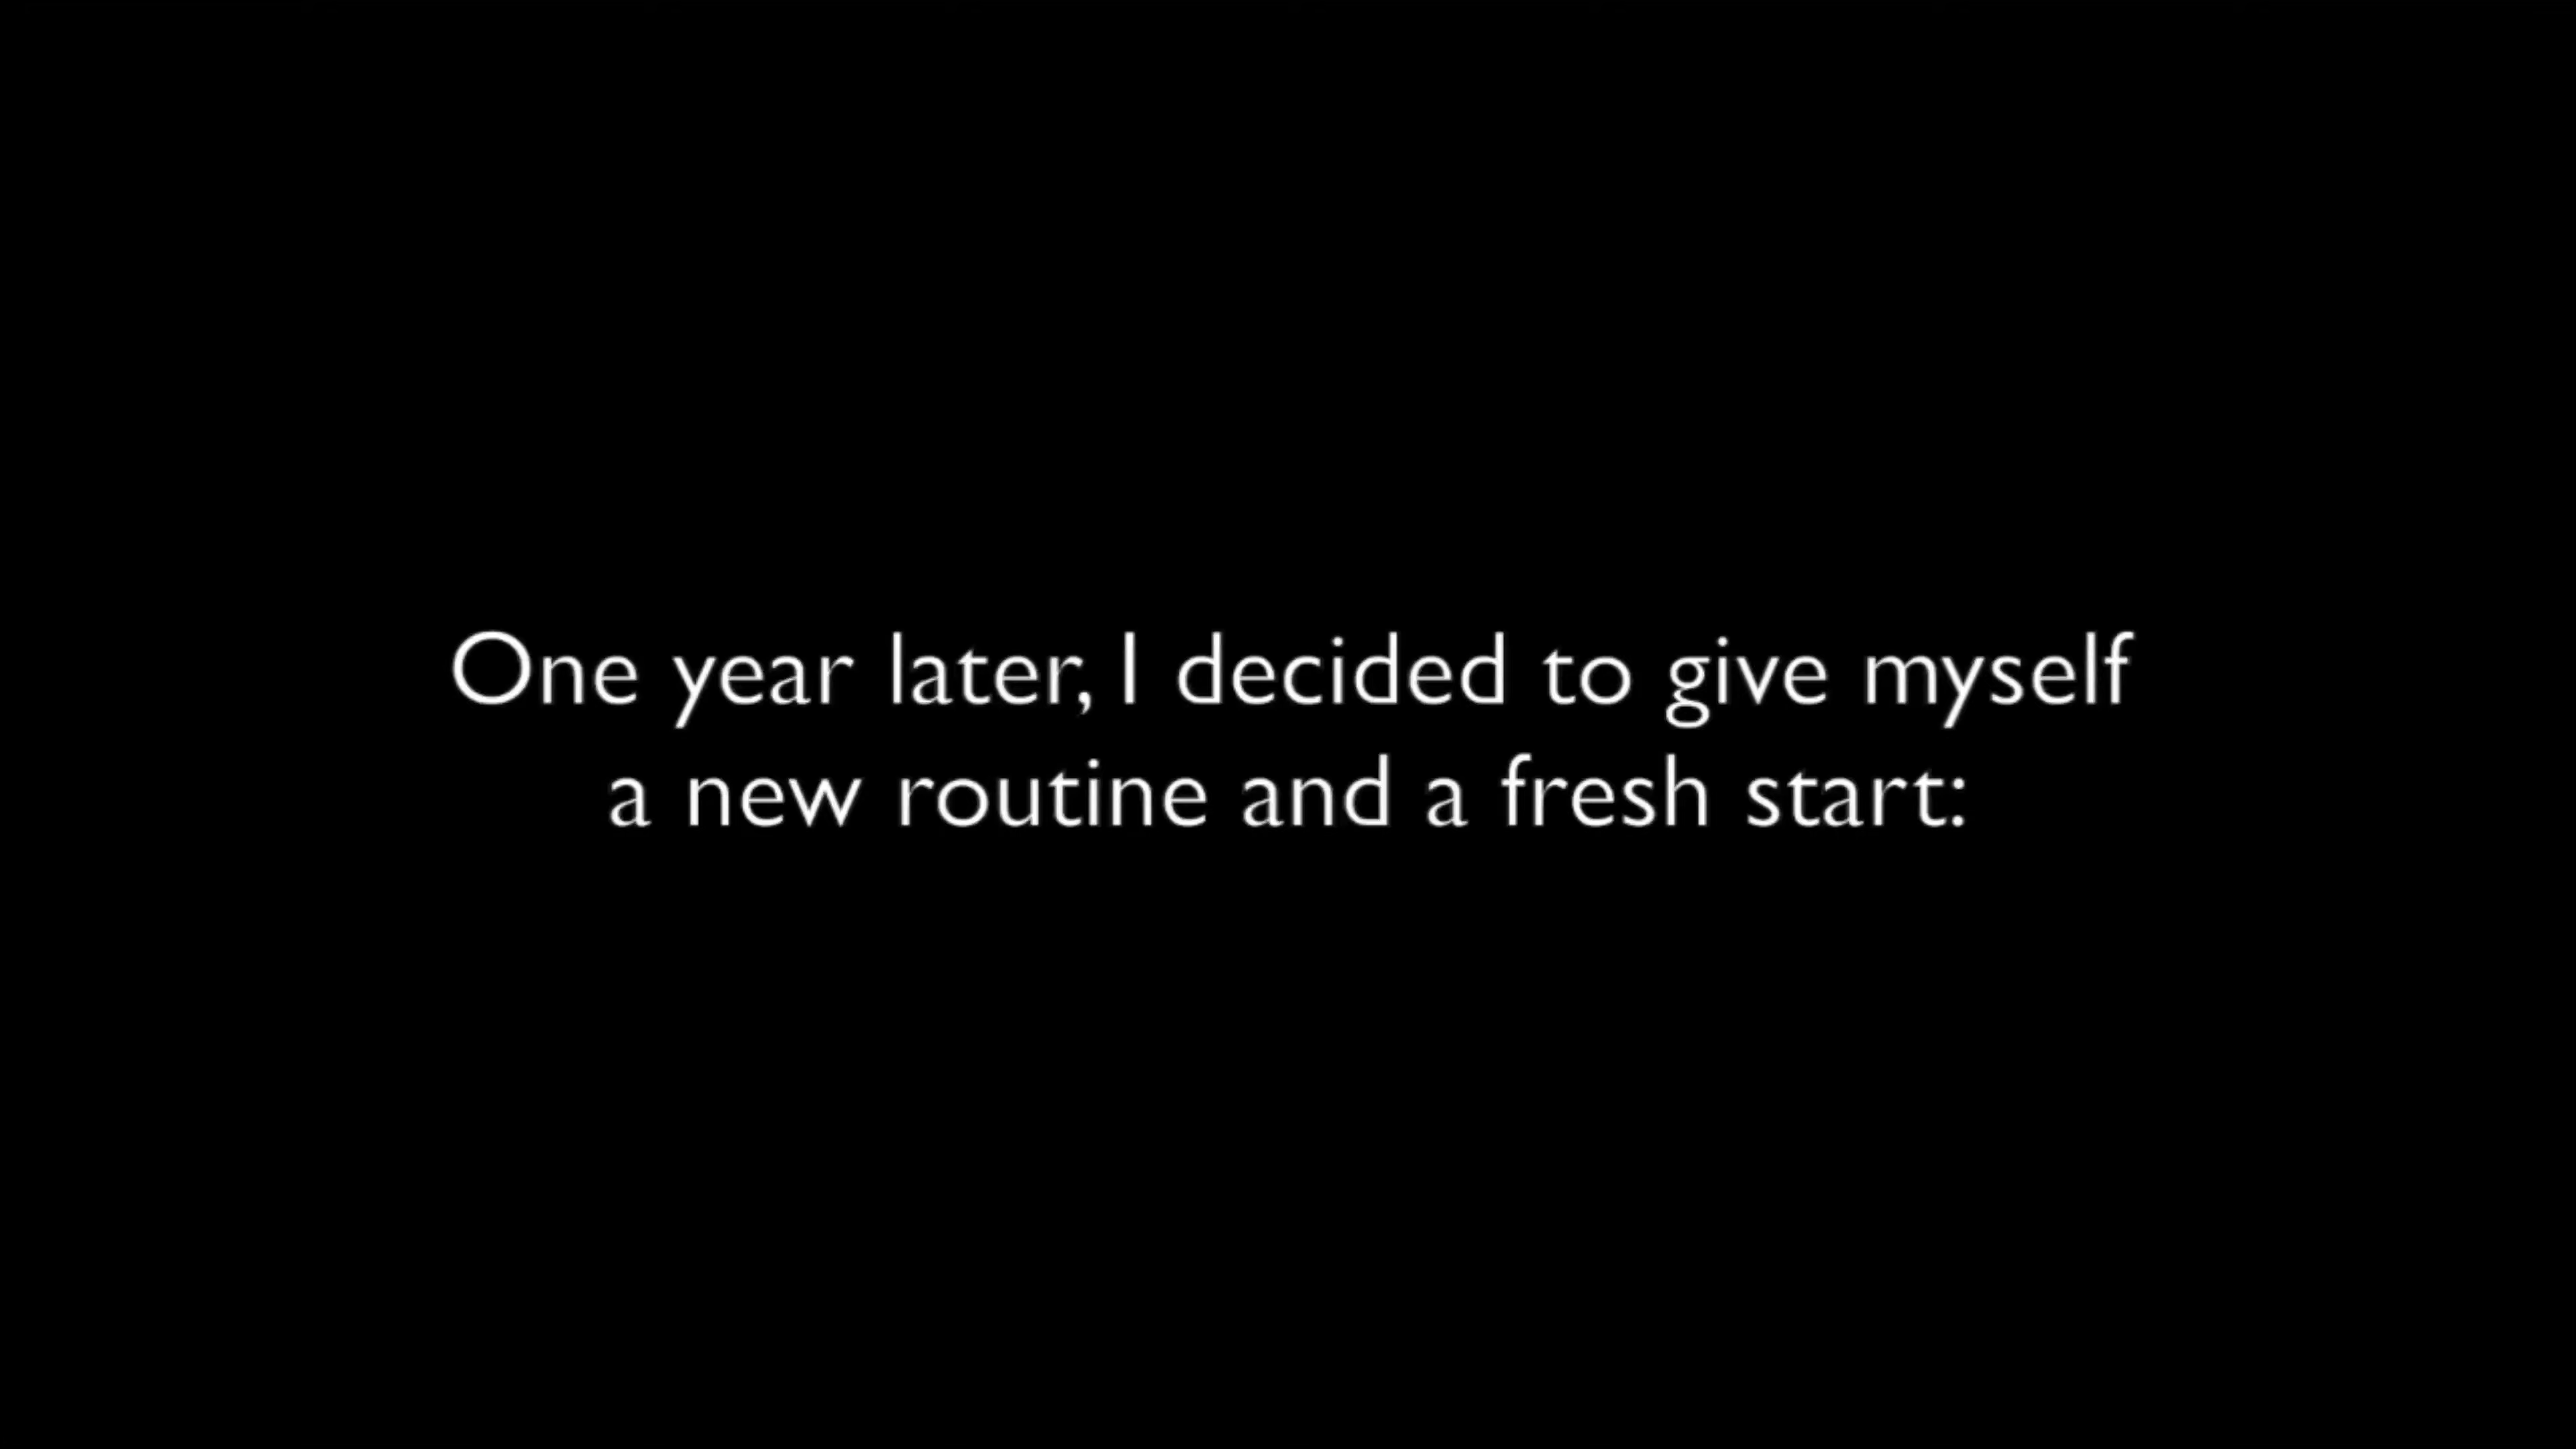 One year later, I decided to give myself
a new routine and a fresh start: